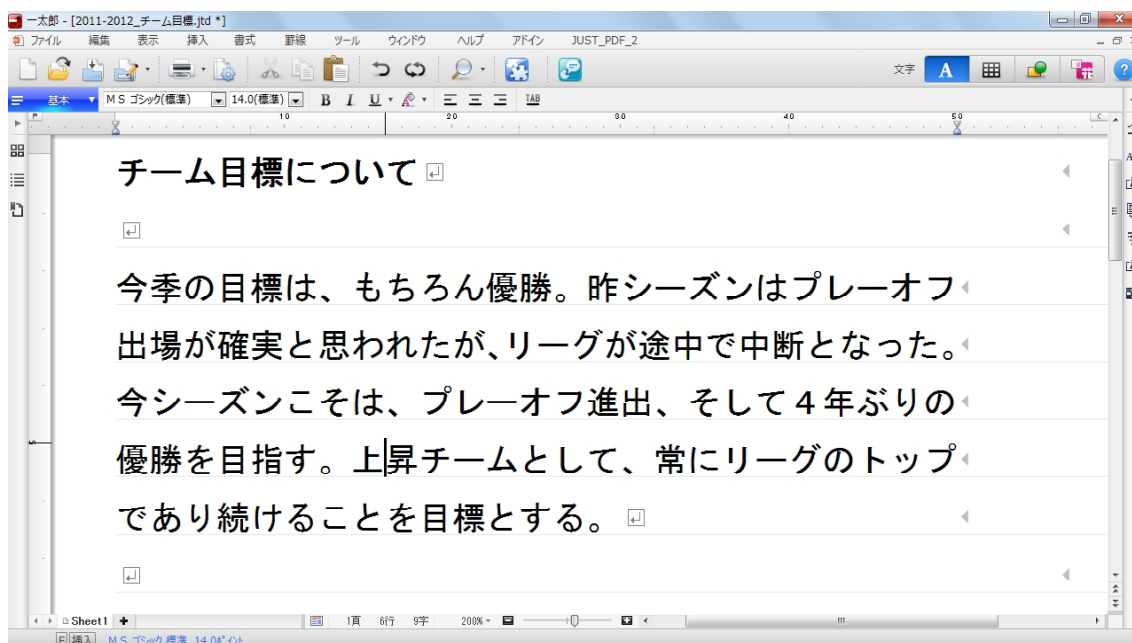 一太郎 - [2011-2012_チーム目標.jtd *]
ファイル 編集 表示 挿入 書式 罫線 ツール ウィンドウ ヘルプ アドイン JUST_PDF_2
文字 A
基本 ＭＳ ゴシック(標準) 14.0(標準) B I U TAB
10 20 30 40 50
チーム目標について
今季の目標は、もちろん優勝。昨シーズンはプレーオフ
出場が確実と思われたが、リーグが途中で中断となった。
今シーズンこそは、プレーオフ進出、そして４年ぶりの
優勝を目指す。上昇チームとして、常にリーグのトップ
であり続けることを目標とする。
Sheet1 1頁 6行 9字 200%
挿入 ＭＳ ゴシック 標準 14.0ポイント